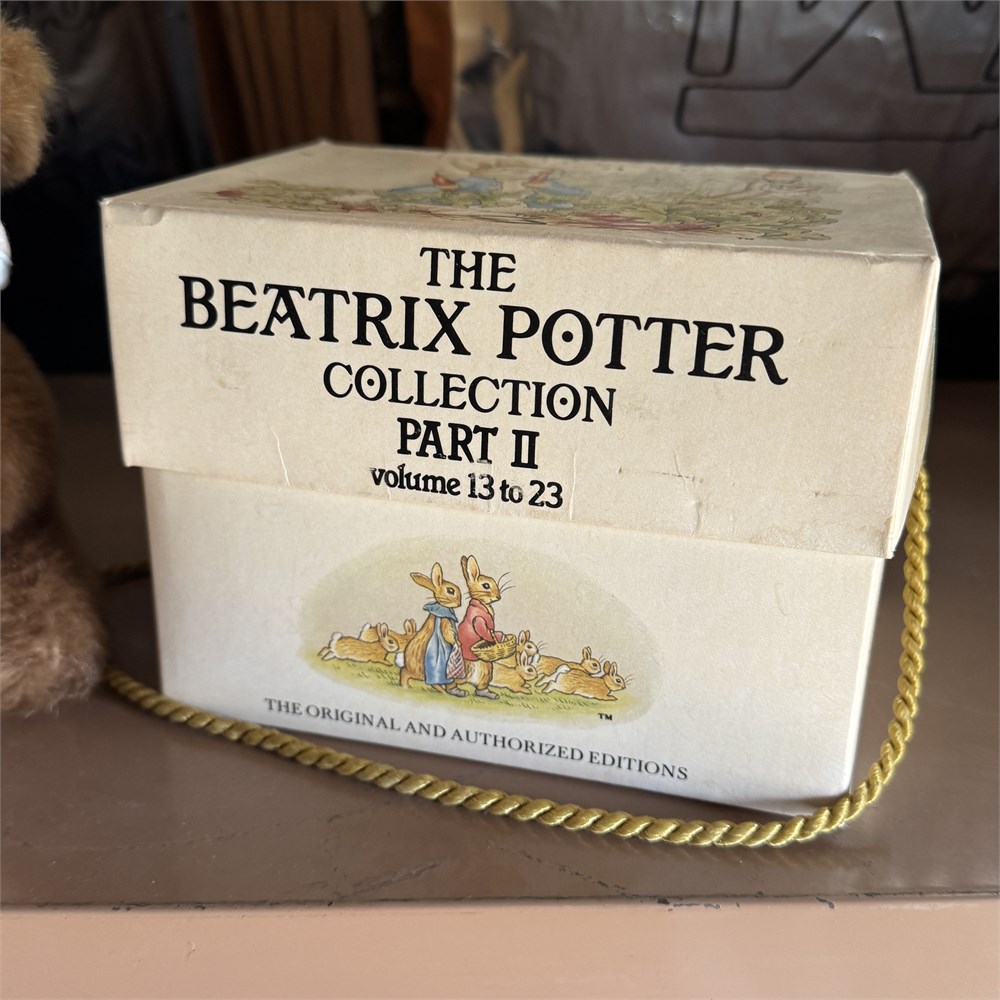 THE
BEATRIX POTTER
COLLECTION
PART II
volume 13 to 23
TM
THE ORIGINAL AND AUTHORIZED EDITIONS